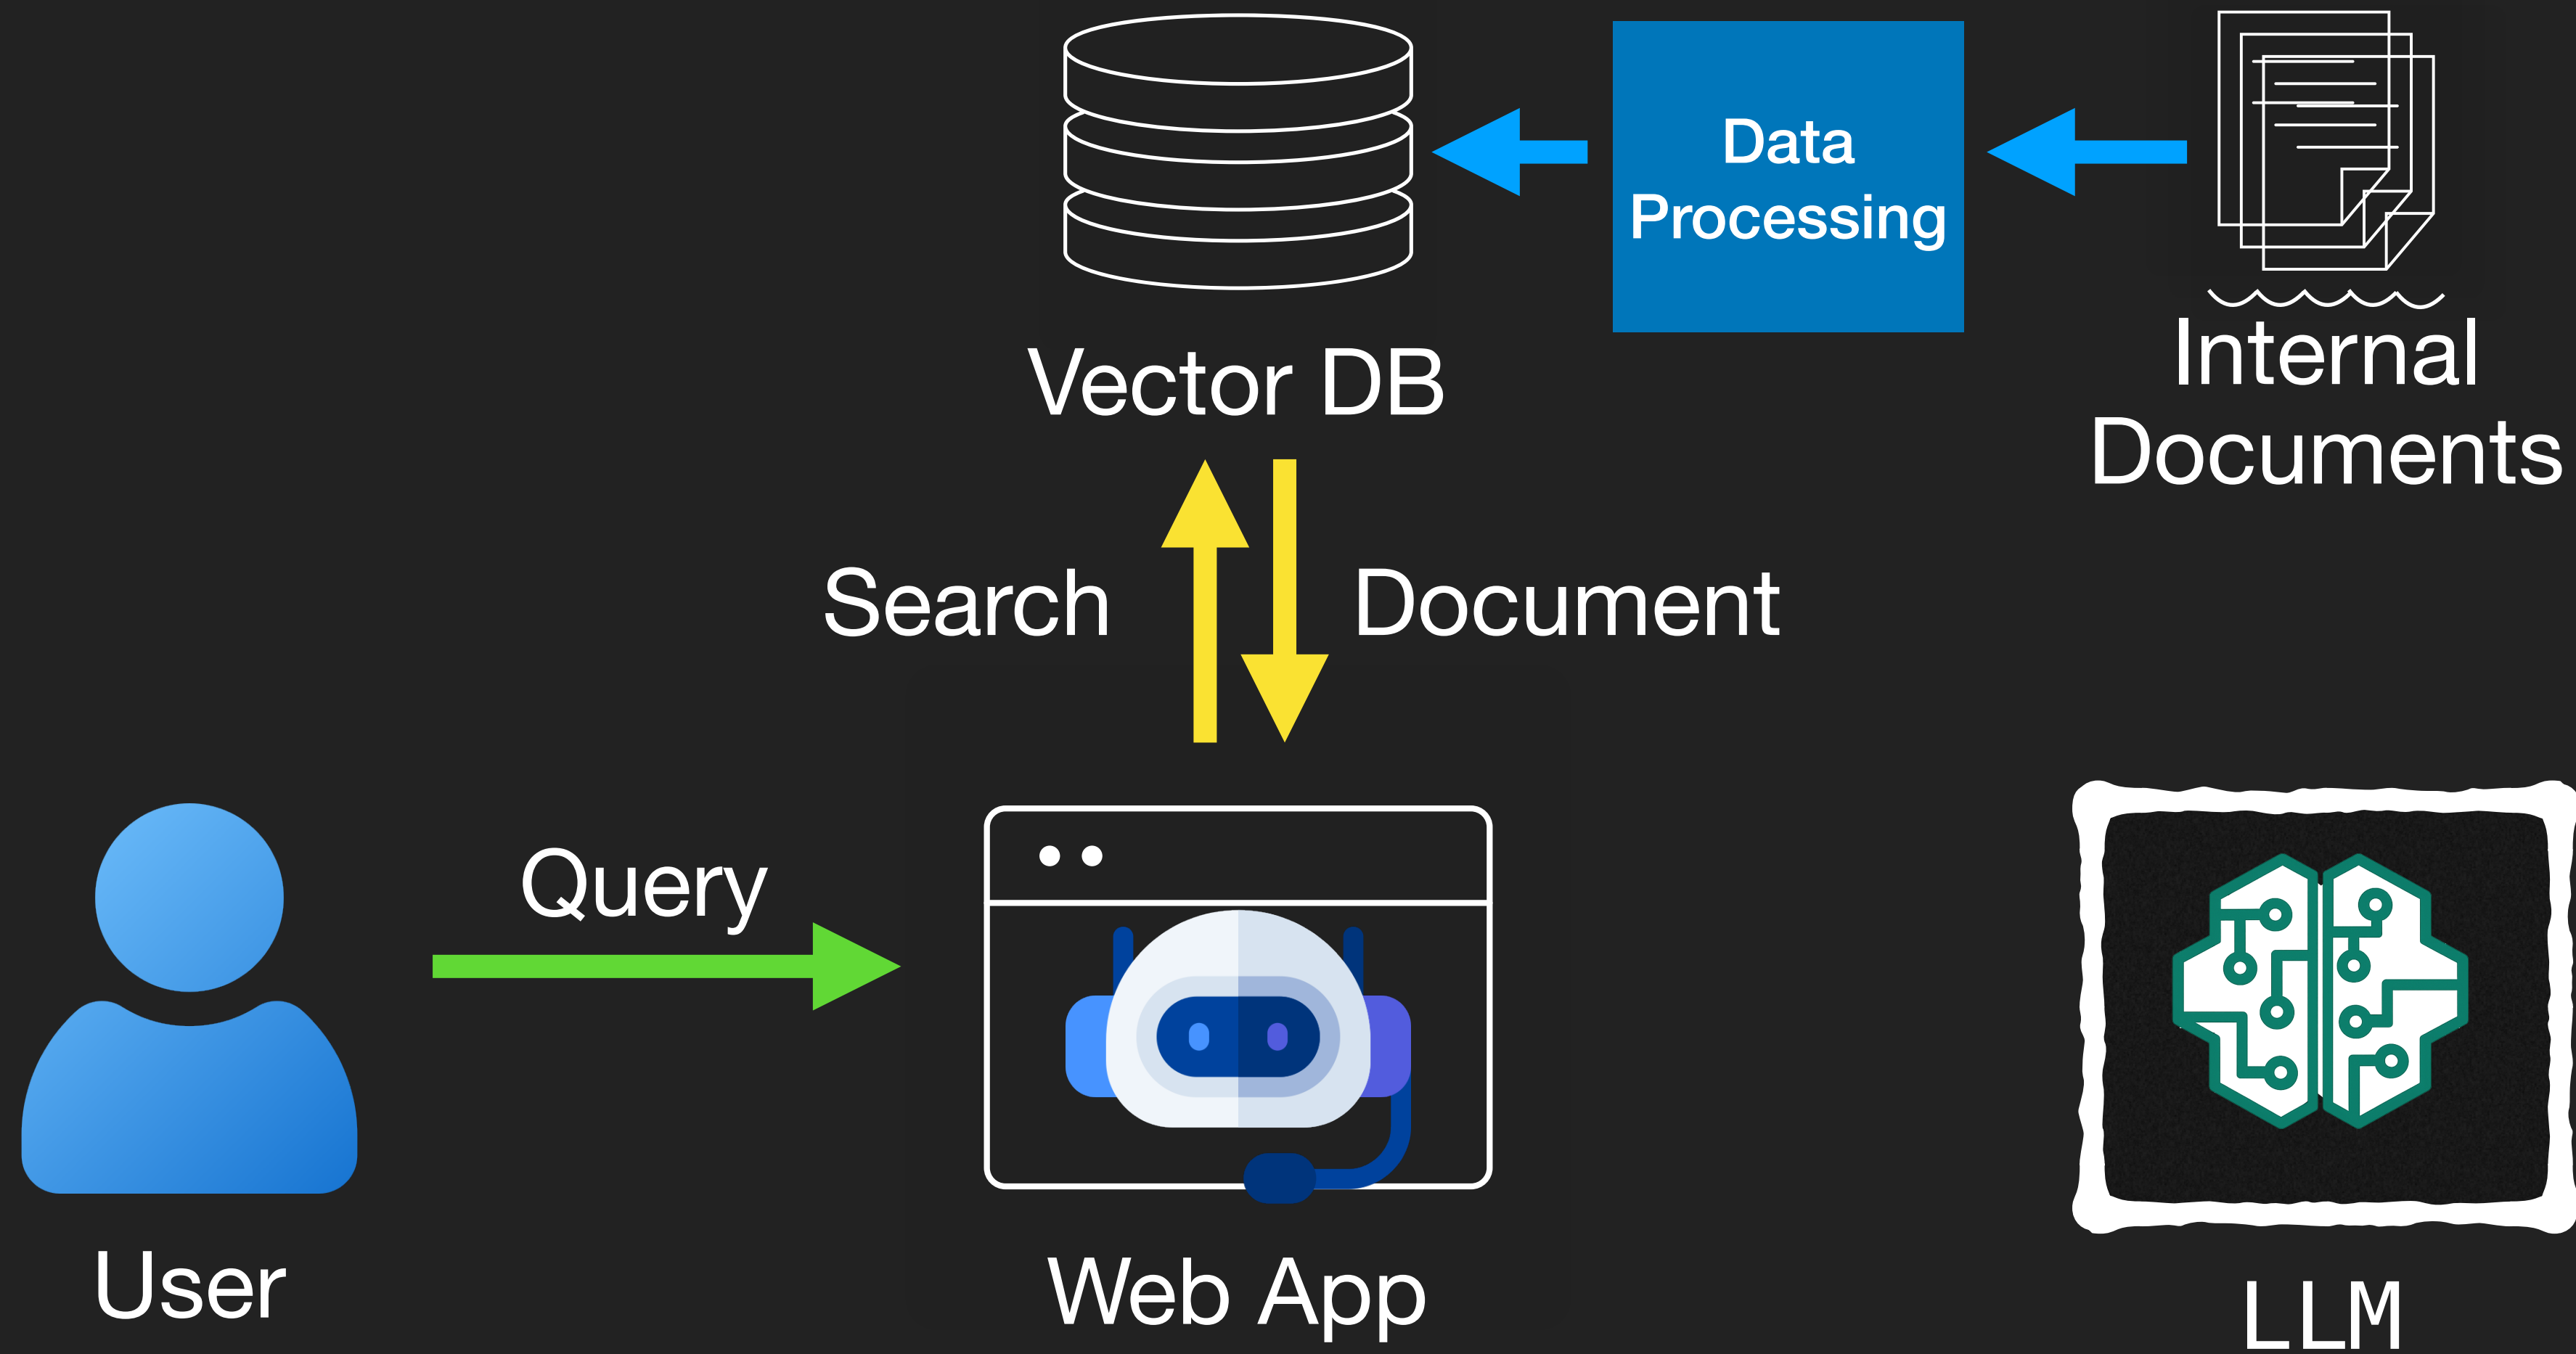 Data
Processing
Vector DB
Internal
Documents
Search
Document
Query
User
Web App
LLM